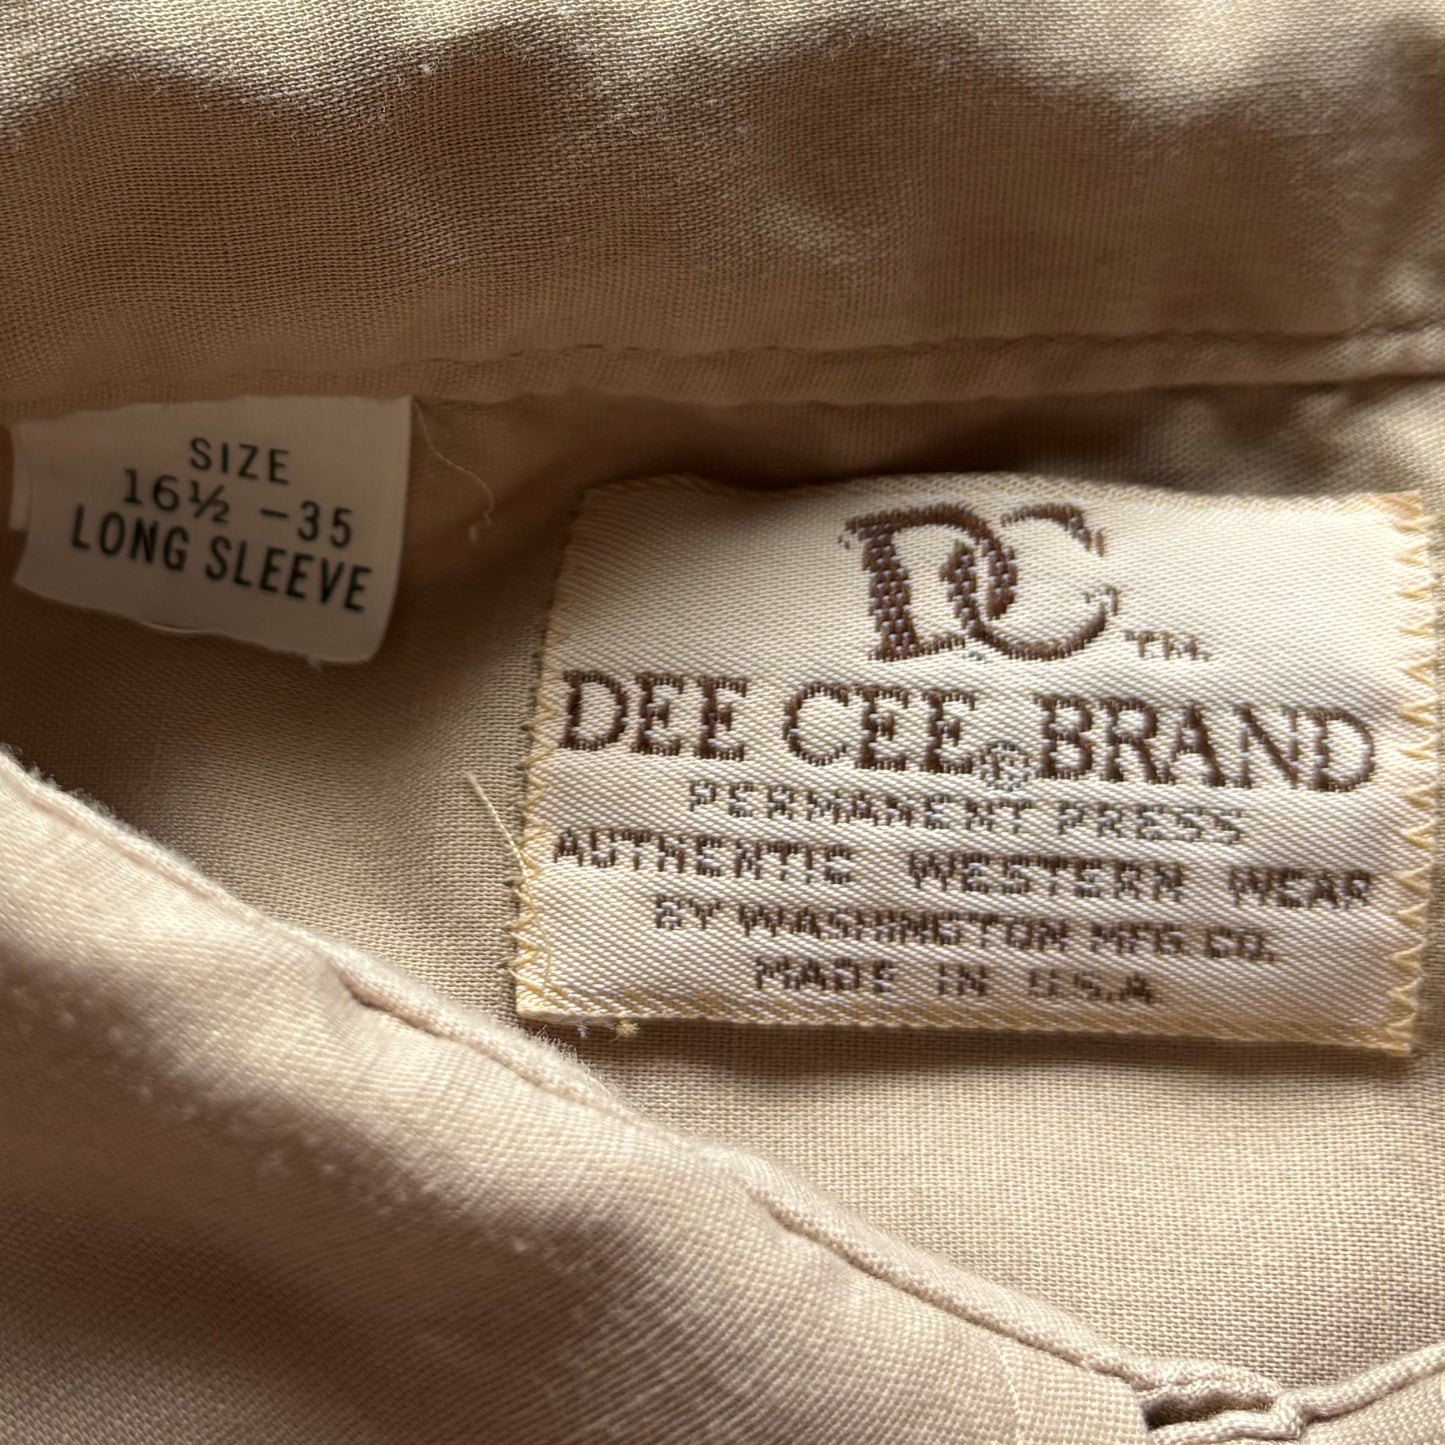 SIZE
16½ -35
LONG SLEEVE
DC TM.
DEE CEE® BRAND
PERMANENT PRESS
AUTHENTIC WESTERN WEAR
BY WASHINGTON MFG CO.
MADE IN U.S.A